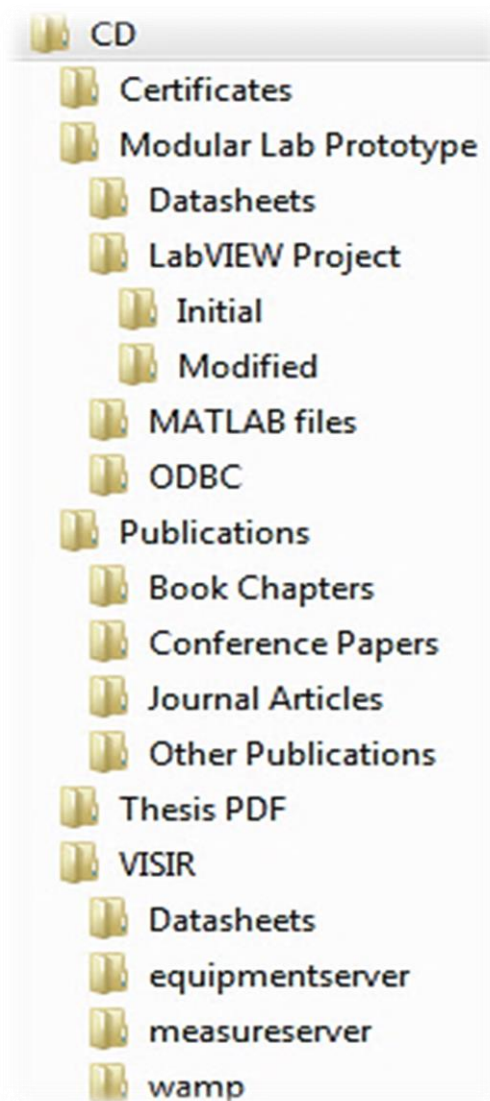 CD
Certificates
Modular Lab Prototype
Datasheets
LabVIEW Project
Initial
Modified
MATLAB files
ODBC
Publications
Book Chapters
Conference Papers
Journal Articles
Other Publications
Thesis PDF
VISIR
Datasheets
equipmentserver
measureserver
wamp